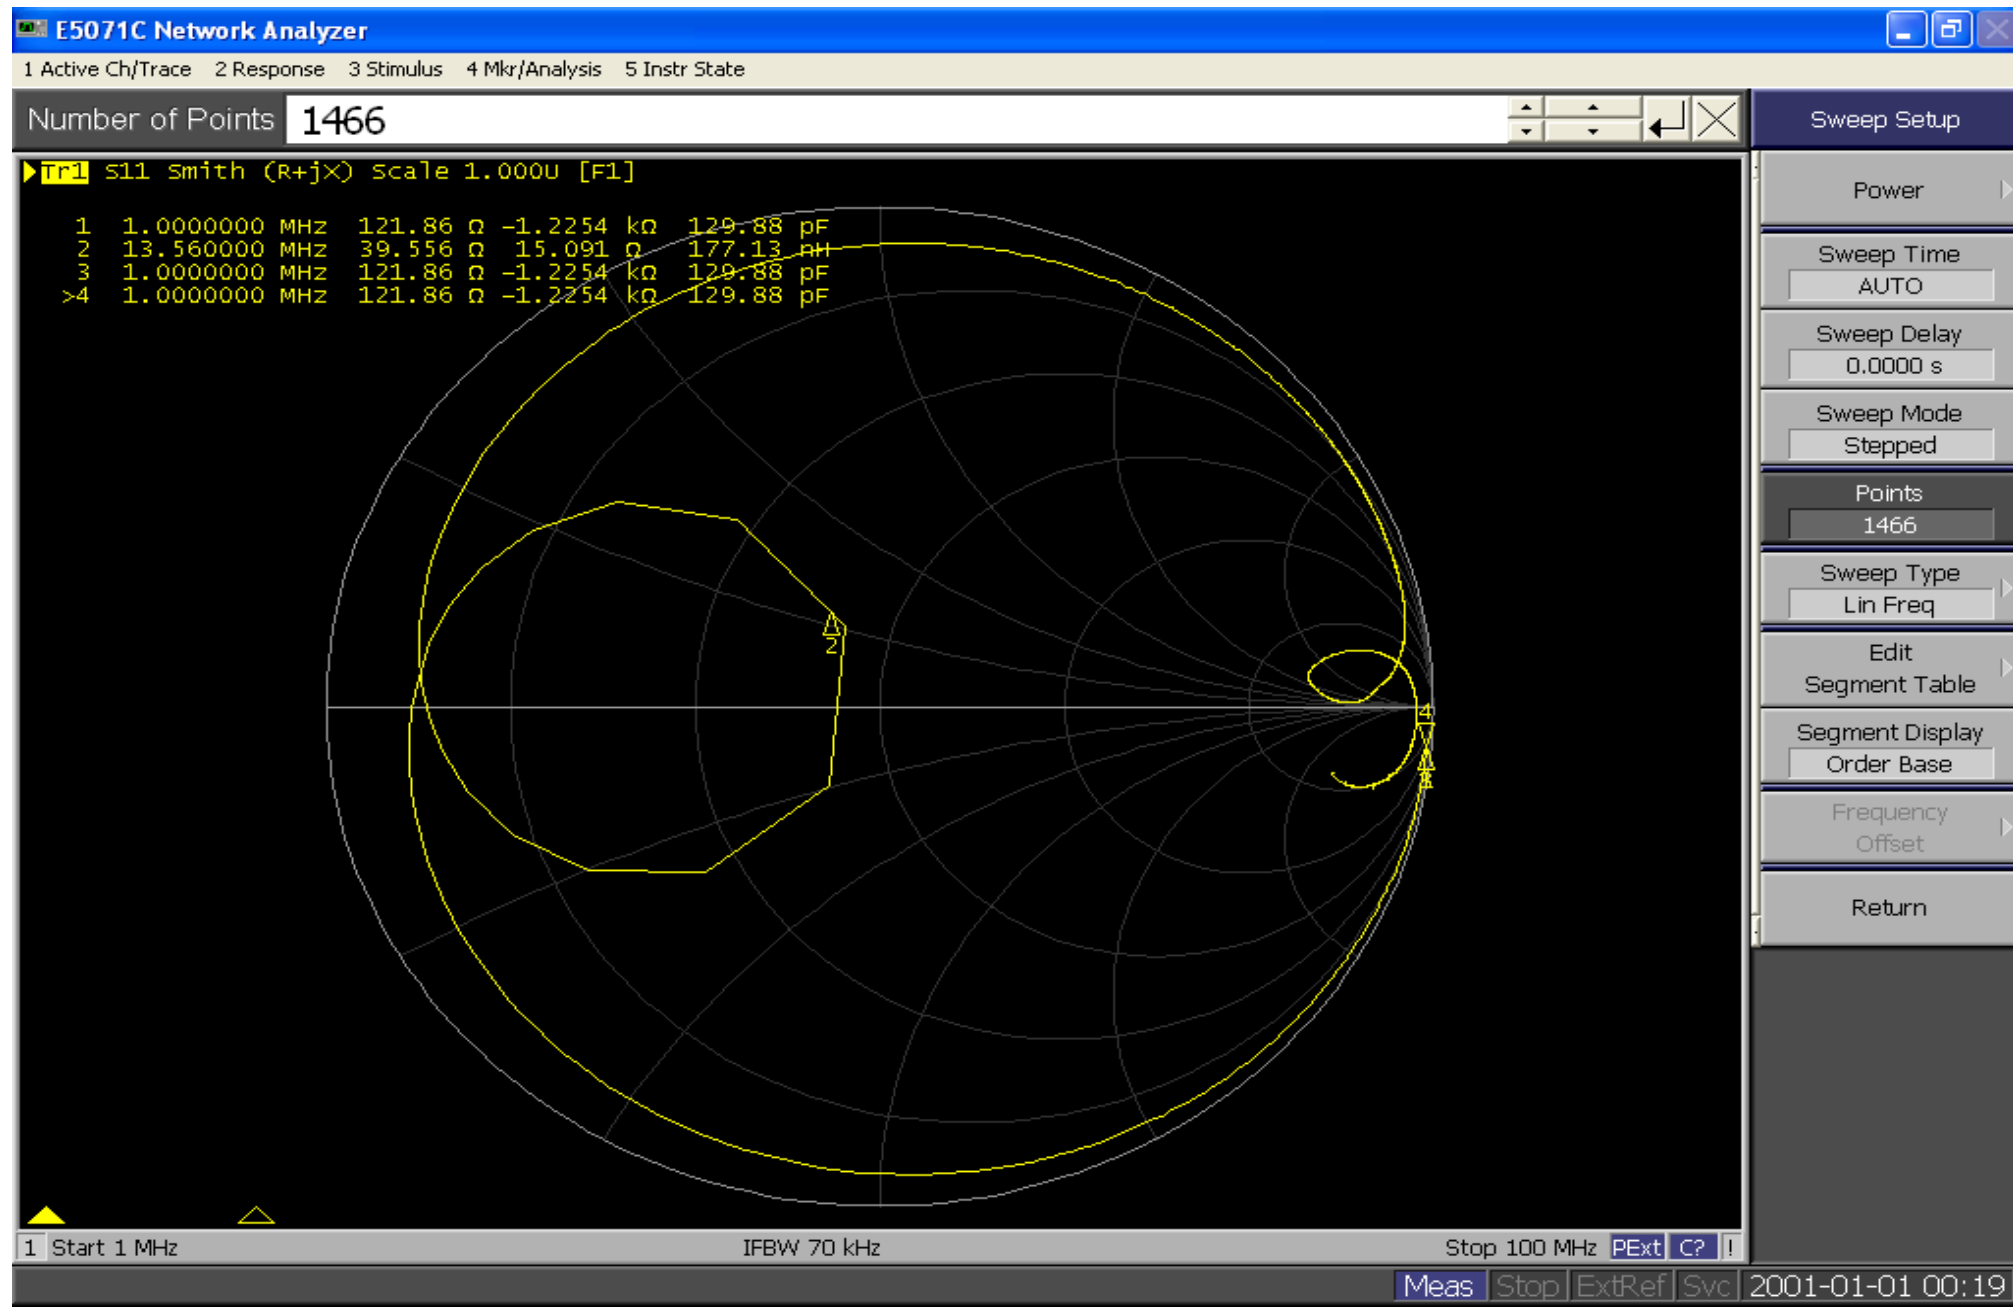 E5071C Network Analyzer
1 Active Ch/Trace 2 Response 3 Stimulus 4 Mkr/Analysis 5 Instr State
Number of Points 1466
Sweep Setup
Tr1 S11 Smith (R+jX) Scale 1.000U [F1]
1 1.0000000 MHz 121.86 Ω -1.2254 kΩ 129.88 pF
2 13.560000 MHz 39.556 Ω 15.091 Ω 177.13 nH
3 1.0000000 MHz 121.86 Ω -1.2254 kΩ 129.88 pF
>4 1.0000000 MHz 121.86 Ω -1.2254 kΩ 129.88 pF
2
4
Power
Sweep Time
AUTO
Sweep Delay
0.0000 s
Sweep Mode
Stepped
Points
1466
Sweep Type
Lin Freq
Edit
Segment Table
Segment Display
Order Base
Frequency
Offset
Return
1 Start 1 MHz IFBW 70 kHz Stop 100 MHz PExt C? !
Meas Stop ExtRef Svc 2001-01-01 00:19